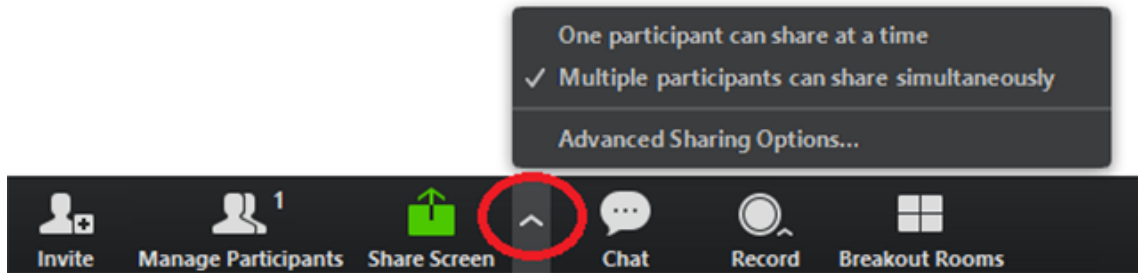 One participant can share at a time
✓ Multiple participants can share simultaneously
Advanced Sharing Options...
1
Invite Manage Participants Share Screen Chat Record Breakout Rooms